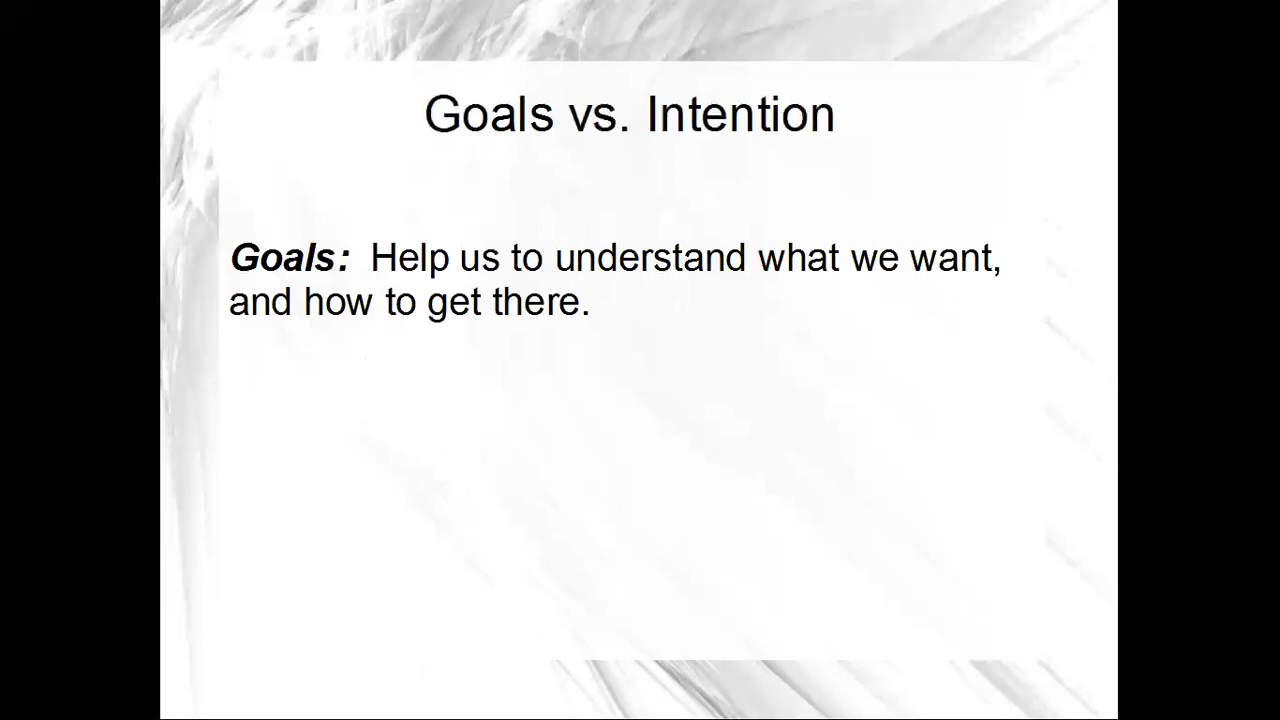 Goals vs. Intention
Goals: Help us to understand what we want,
and how to get there.